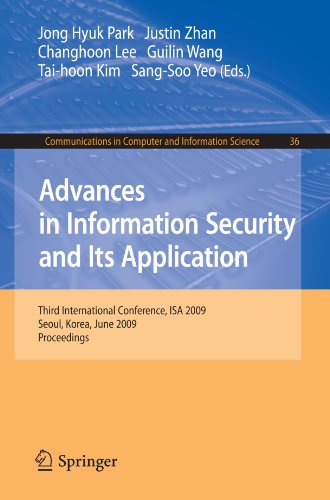 Jong Hyuk Park Justin Zhan
Changhoon Lee Guilin Wang
Tai-hoon Kim Sang-Soo Yeo (Eds.)
Communications in Computer and Information Science 36
Advances
in Information Security
and Its Application
Third International Conference, ISA 2009
Seoul, Korea, June 2009
Proceedings
Springer